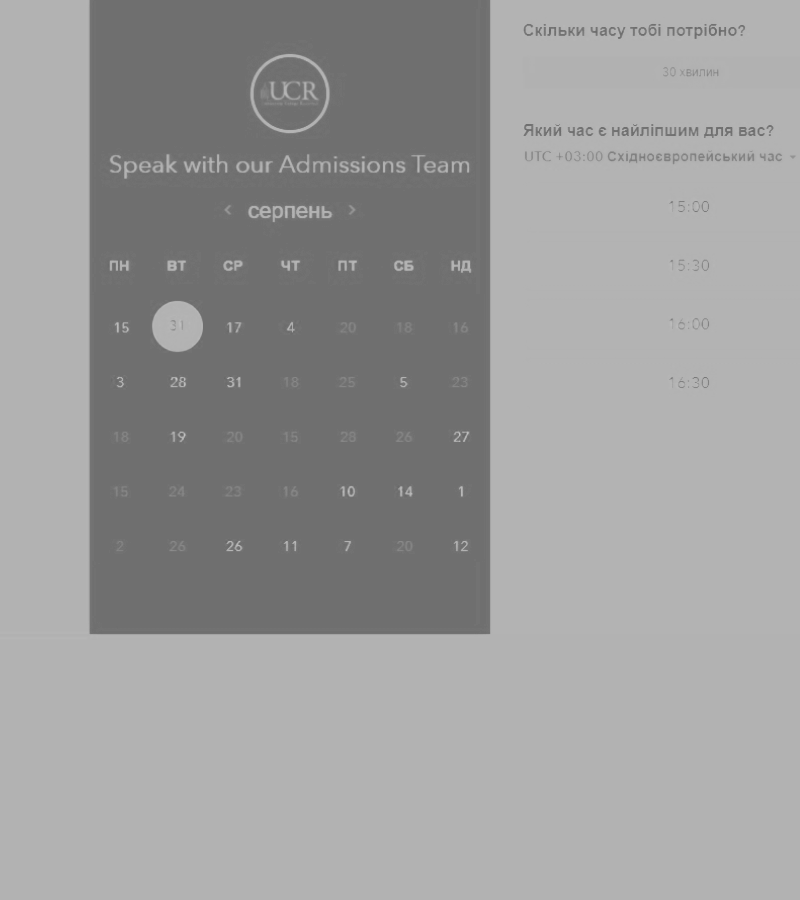 UCR
Speak with our Admissions Team
серпень
ПН ВТ СР ЧТ ПТ СБ НД
15 31 17 4 20 18 16
3 28 31 18 25 5 23
18 19 20 15 28 26 27
15 24 23 16 10 14 1
2 26 26 11 7 20 12
Скільки часу тобі потрібно?
30 хвилин
Який час є найліпшим для вас?
UTC +03:00 Східноєвропейський час
15:00
15:30
16:00
16:30